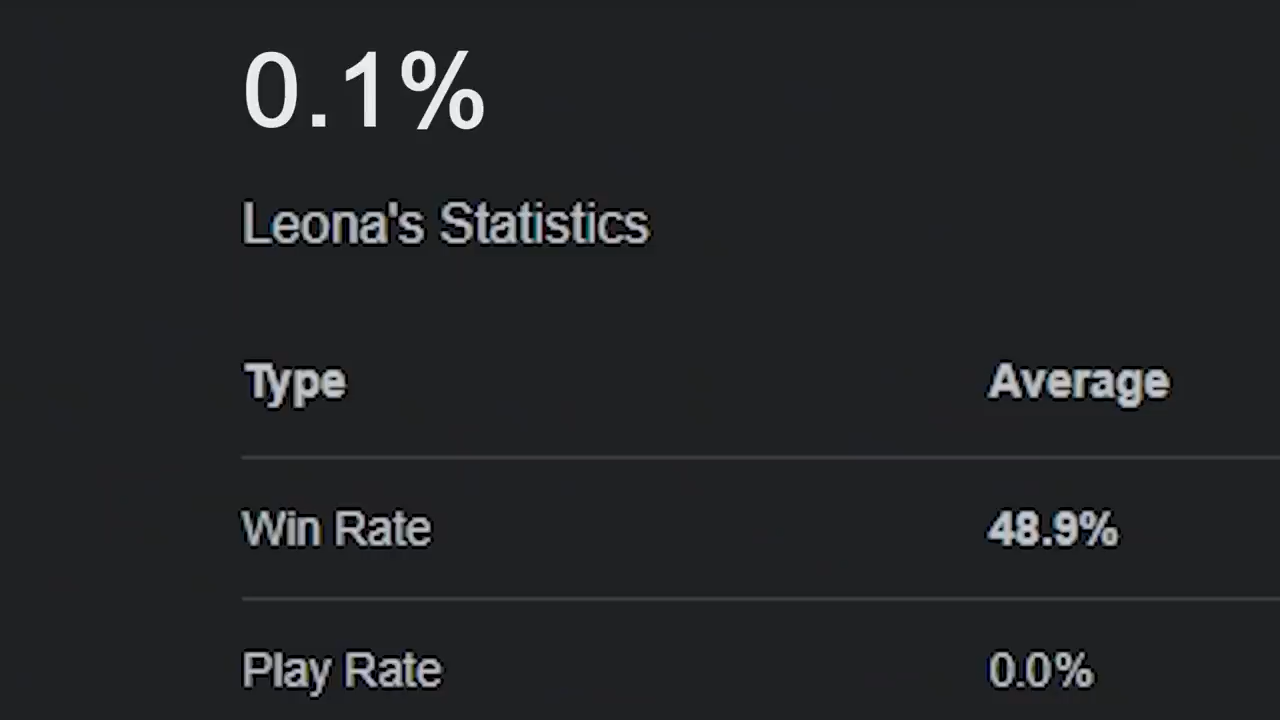 0.1%
Leona's Statistics
Type Average
Win Rate 48.9%
Play Rate 0.0%